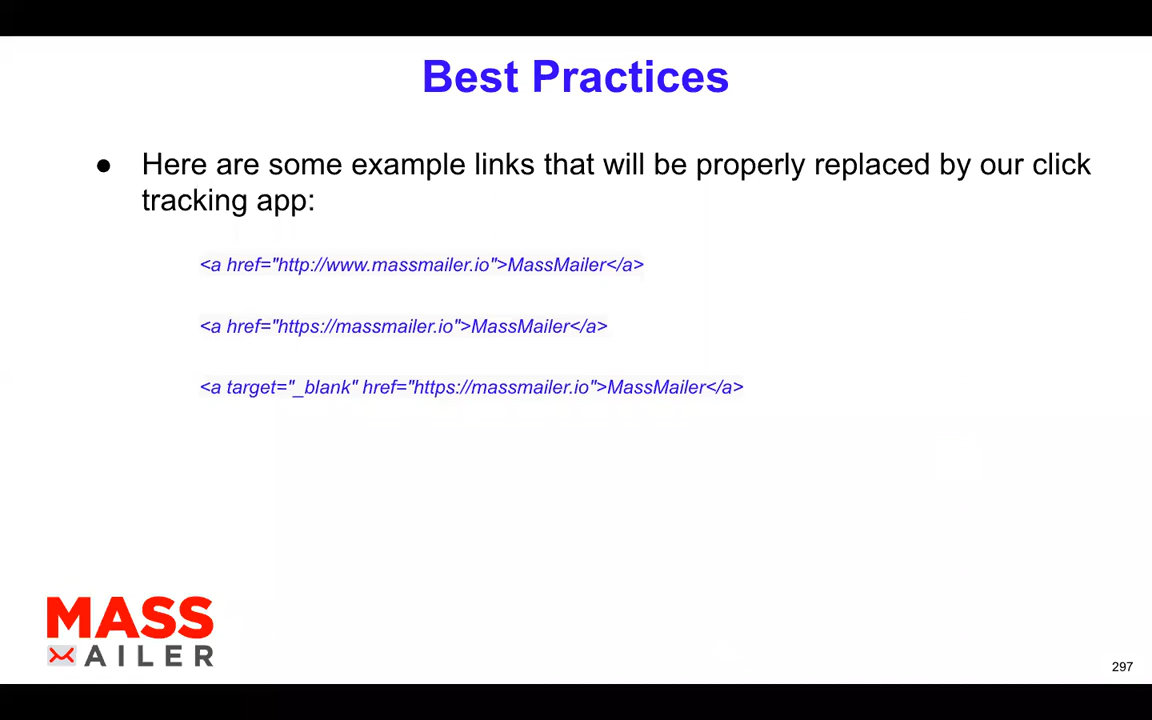 Best Practices
● Here are some example links that will be properly replaced by our click
tracking app:
<a href="http://www.massmailer.io">MassMailer</a>
<a href="https://massmailer.io">MassMailer</a>
<a target="_blank" href="https://massmailer.io">MassMailer</a>
MASS
AILER
297